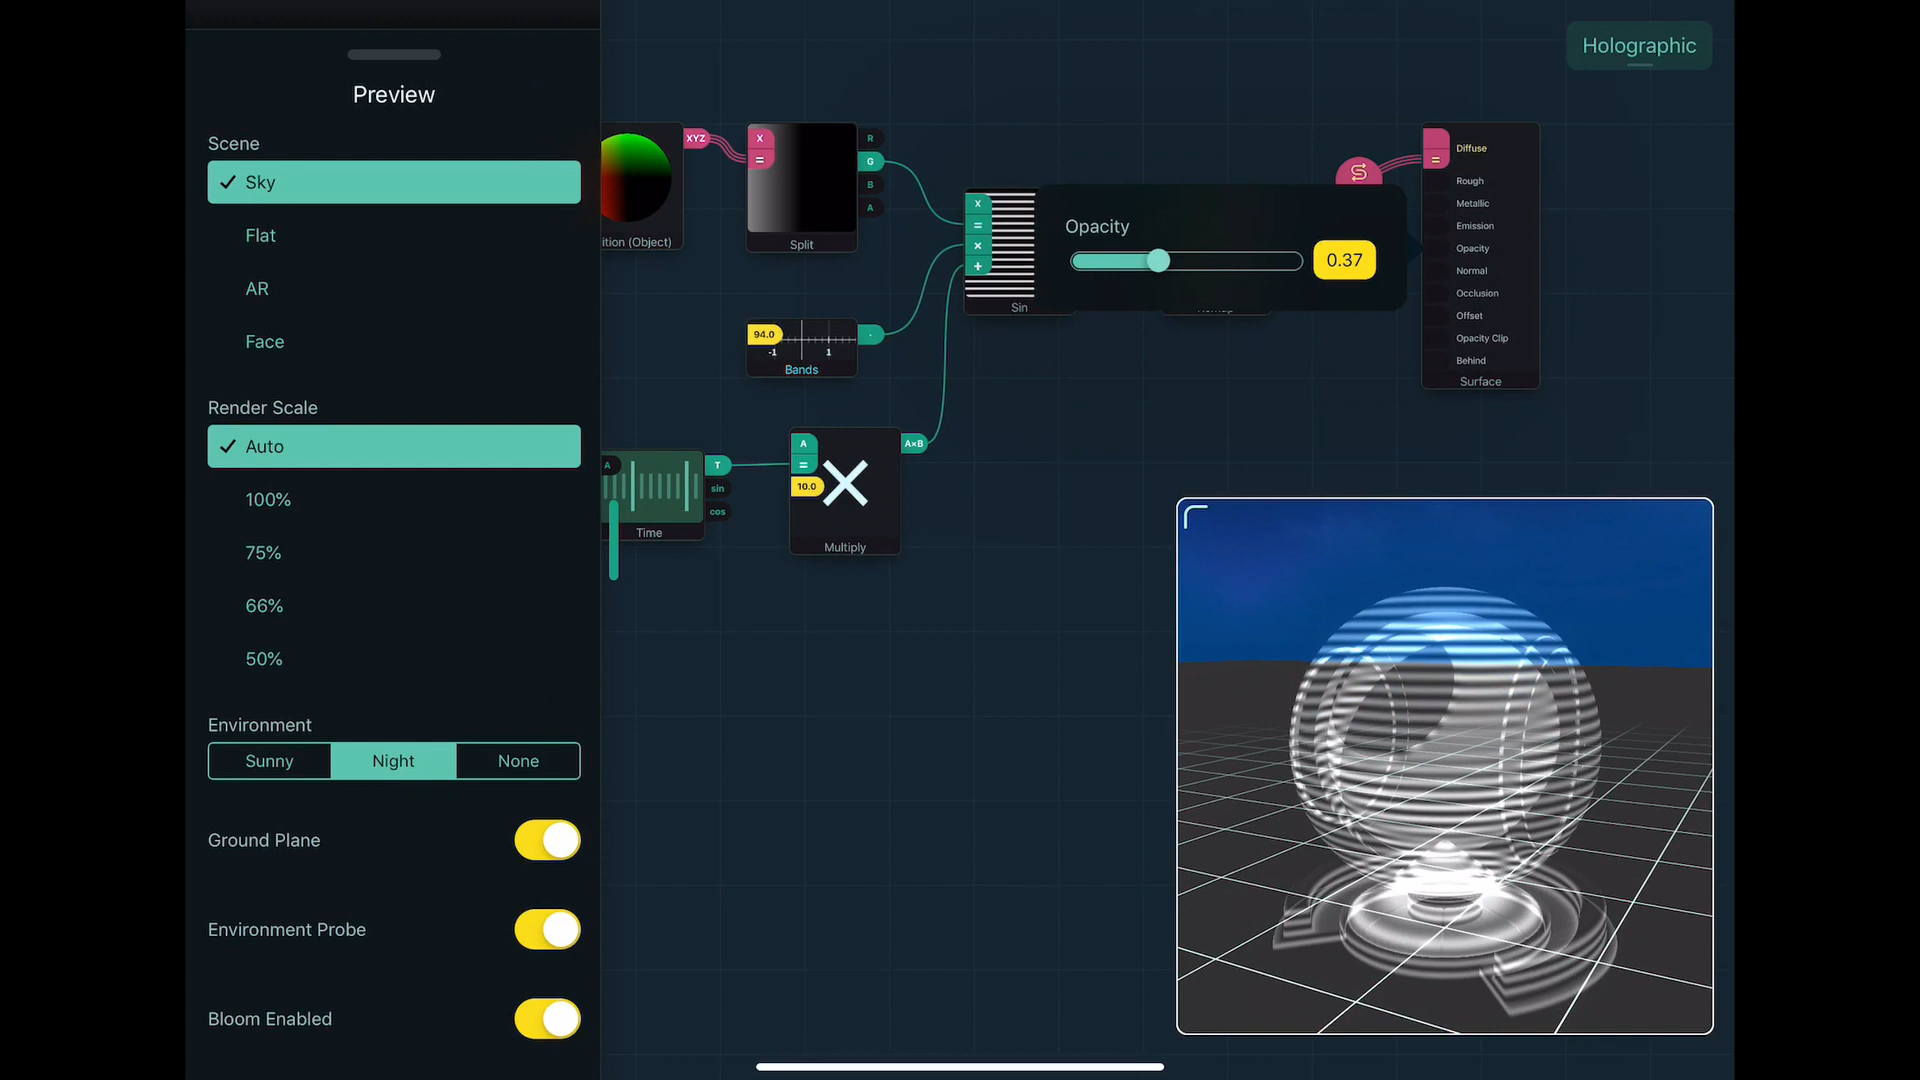 Preview
Scene
Sky
Flat
AR
Face
Render Scale
Auto
100%
75%
66%
50%
Environment
Sunny
Night
None
Ground Plane
Environment Probe
Bloom Enabled
Holographic
XYZ
ition (Object)
X
=
R
G
B
A
Split
94.0
-1
1
Bands
A
T
sin
cos
Time
A
=
10.0
A×B
Multiply
X
=
×
+
Sin
Opacity
0.37
=
Diffuse
Rough
Metallic
Emission
Opacity
Normal
Occlusion
Offset
Opacity Clip
Behind
Surface